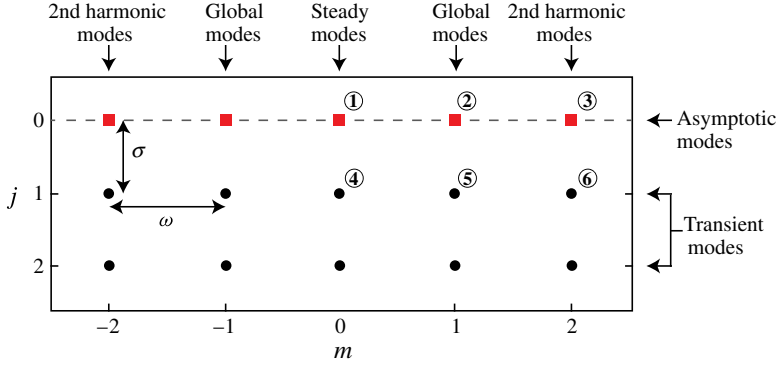 2nd harmonic modes
Global modes
Steady modes
Global modes
2nd harmonic modes
① ② ③
0
Asymptotic modes
σ
④ ⑤ ⑥
j
1
ω
Transient modes
2
−2 −1 0 1 2
m